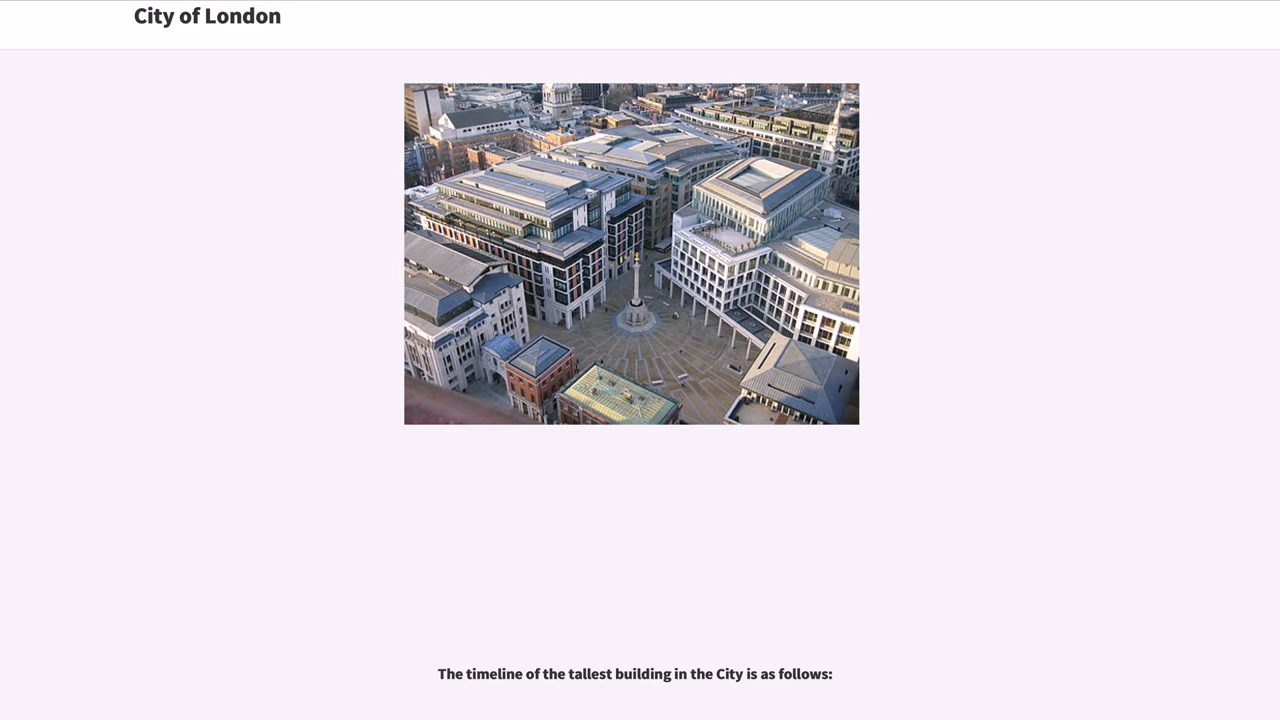 City of London
The timeline of the tallest building in the City is as follows: